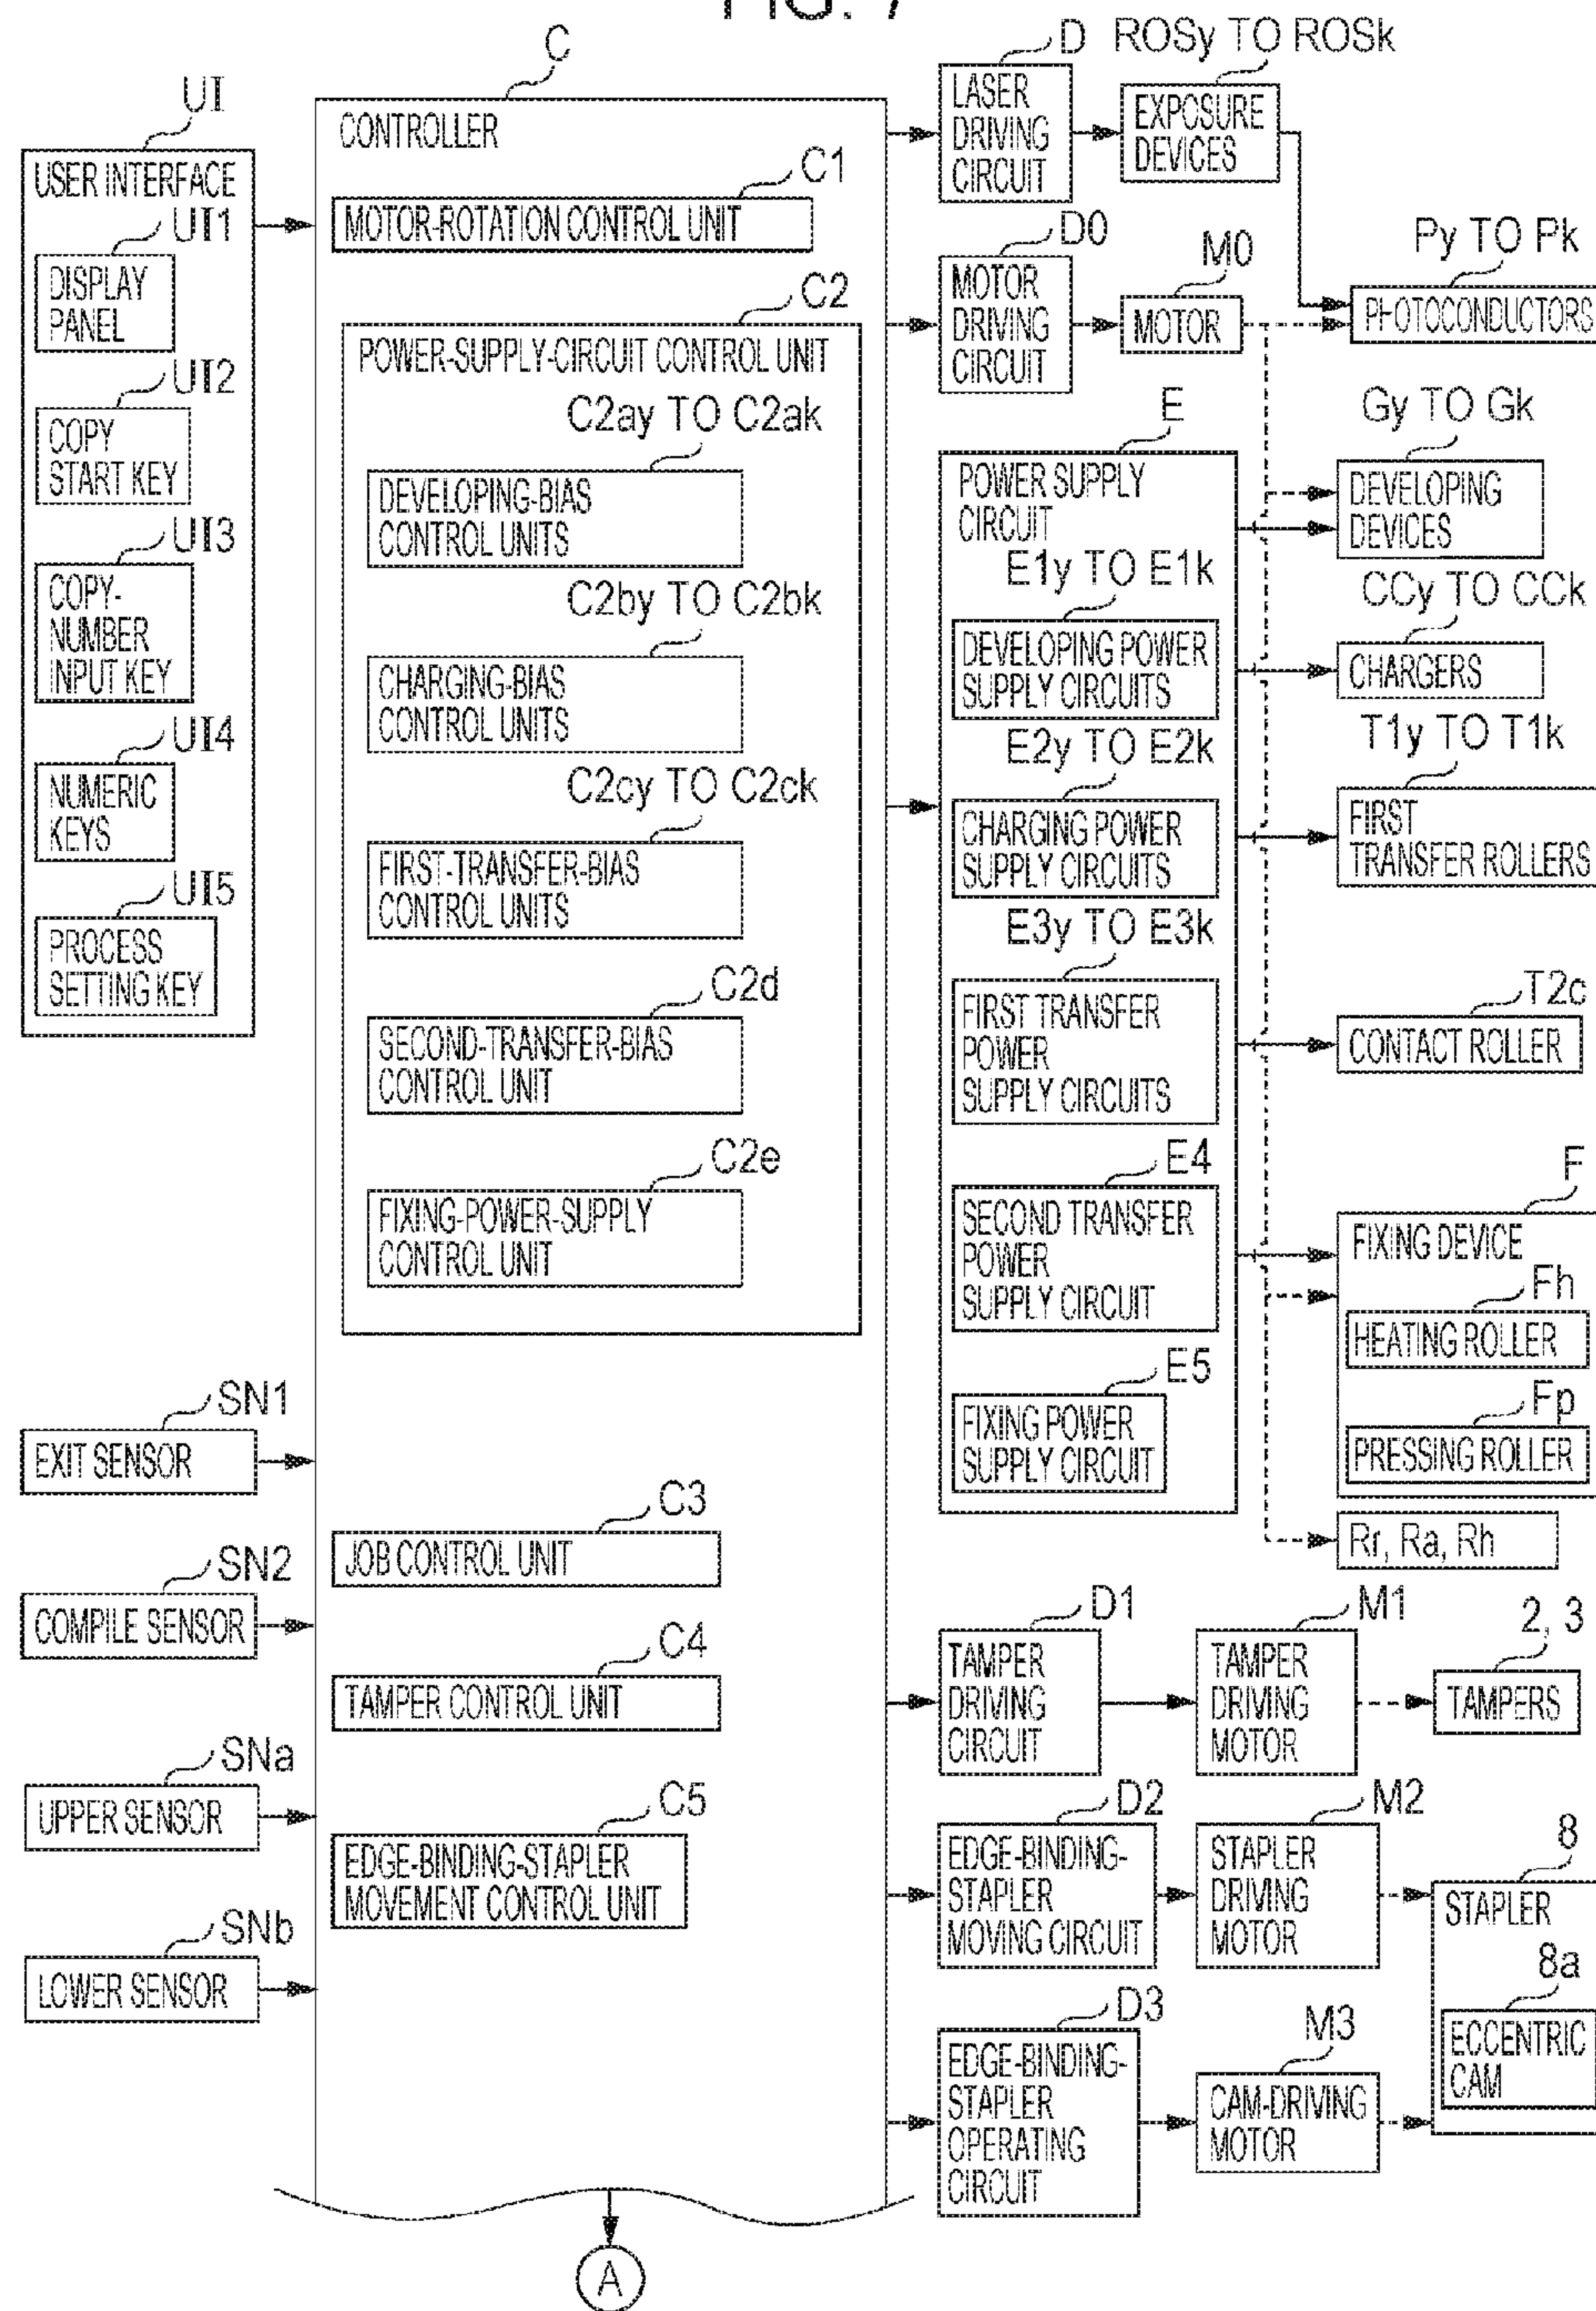 FIG. 7
C
CONTROLLER
UI
USER INTERFACE
UI1
DISPLAY
PANEL
UI2
COPY
START KEY
UI3
COPY-
NUMBER
INPUT KEY
UI4
NUMERIC
KEYS
UI5
PROCESS
SETTING KEY
SN1
EXIT SENSOR
SN2
COMPILE SENSOR
SNa
UPPER SENSOR
SNb
LOWER SENSOR
C1
MOTOR-ROTATION CONTROL UNIT
C2
POWER-SUPPLY-CIRCUIT CONTROL UNIT
C2ay TO C2ak
DEVELOPING-BIAS
CONTROL UNITS
C2by TO C2bk
CHARGING-BIAS
CONTROL UNITS
C2cy TO C2ck
FIRST-TRANSFER-BIAS
CONTROL UNITS
C2d
SECOND-TRANSFER-BIAS
CONTROL UNIT
C2e
FIXING-POWER-SUPPLY
CONTROL UNIT
C3
JOB CONTROL UNIT
C4
TAMPER CONTROL UNIT
C5
EDGE-BINDING-STAPLER
MOVEMENT CONTROL UNIT
A
D
LASER
DRIVING
CIRCUIT
ROSy TO ROSk
EXPOSURE
DEVICES
D0
MOTOR
DRIVING
CIRCUIT
M0
MOTOR
Py TO Pk
PHOTOCONDUCTORS
E
POWER SUPPLY
CIRCUIT
E1y TO E1k
DEVELOPING POWER
SUPPLY CIRCUITS
E2y TO E2k
CHARGING POWER
SUPPLY CIRCUITS
E3y TO E3k
FIRST TRANSFER
POWER
SUPPLY CIRCUITS
E4
SECOND TRANSFER
POWER
SUPPLY CIRCUIT
E5
FIXING POWER
SUPPLY CIRCUIT
Gy TO Gk
DEVELOPING
DEVICES
CCy TO CCk
CHARGERS
T1y TO T1k
FIRST
TRANSFER ROLLERS
T2c
CONTACT ROLLER
F
FIXING DEVICE
Fh
HEATING ROLLER
Fp
PRESSING ROLLER
Rr, Ra, Rh
D1
TAMPER
DRIVING
CIRCUIT
M1
TAMPER
DRIVING
MOTOR
2, 3
TAMPERS
D2
EDGE-BINDING-
STAPLER
MOVING CIRCUIT
M2
STAPLER
DRIVING
MOTOR
8
STAPLER
8a
ECCENTRIC
CAM
D3
EDGE-BINDING-
STAPLER
OPERATING
CIRCUIT
M3
CAM-DRIVING
MOTOR